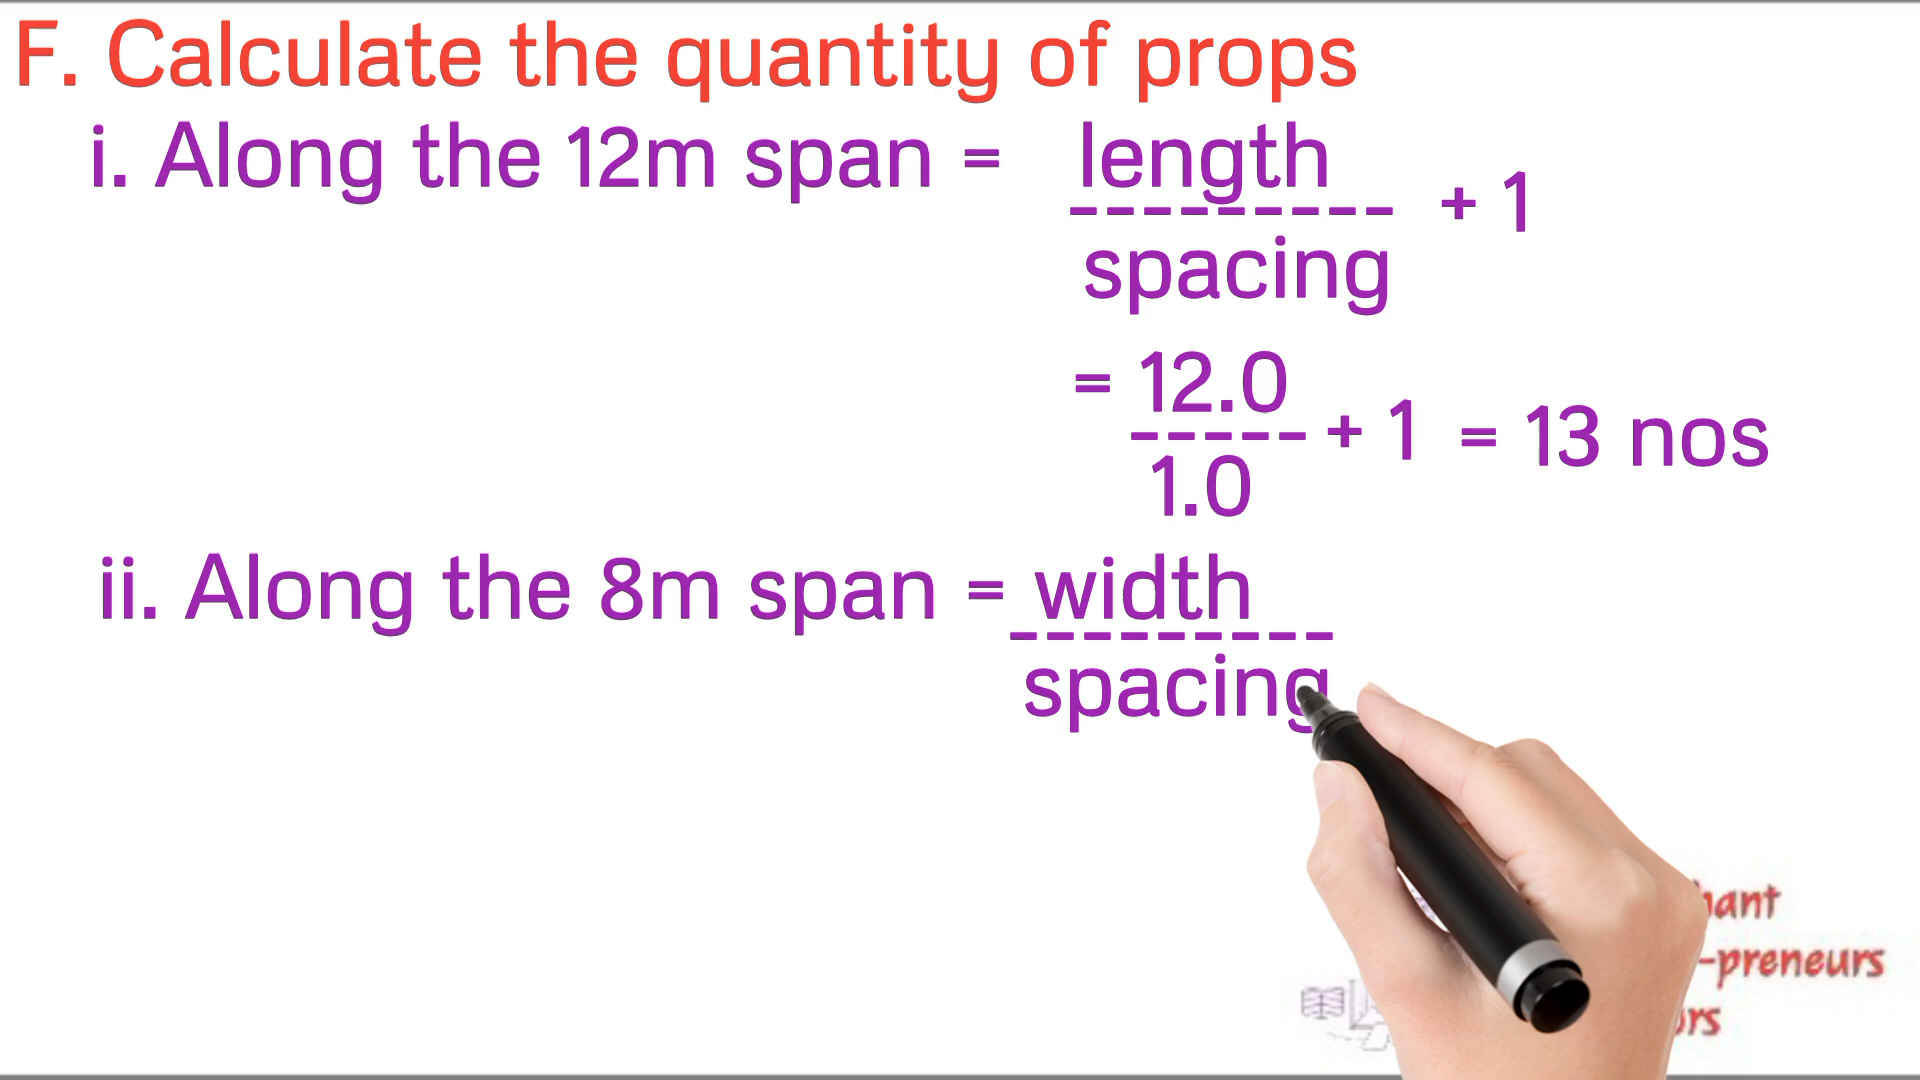 F. Calculate the quantity of props
i. Along the 12m span = length
--------- + 1
spacing
= 12.0
----- + 1 = 13 nos
1.0
ii. Along the 8m span = width
---------
spacing
-preneurs